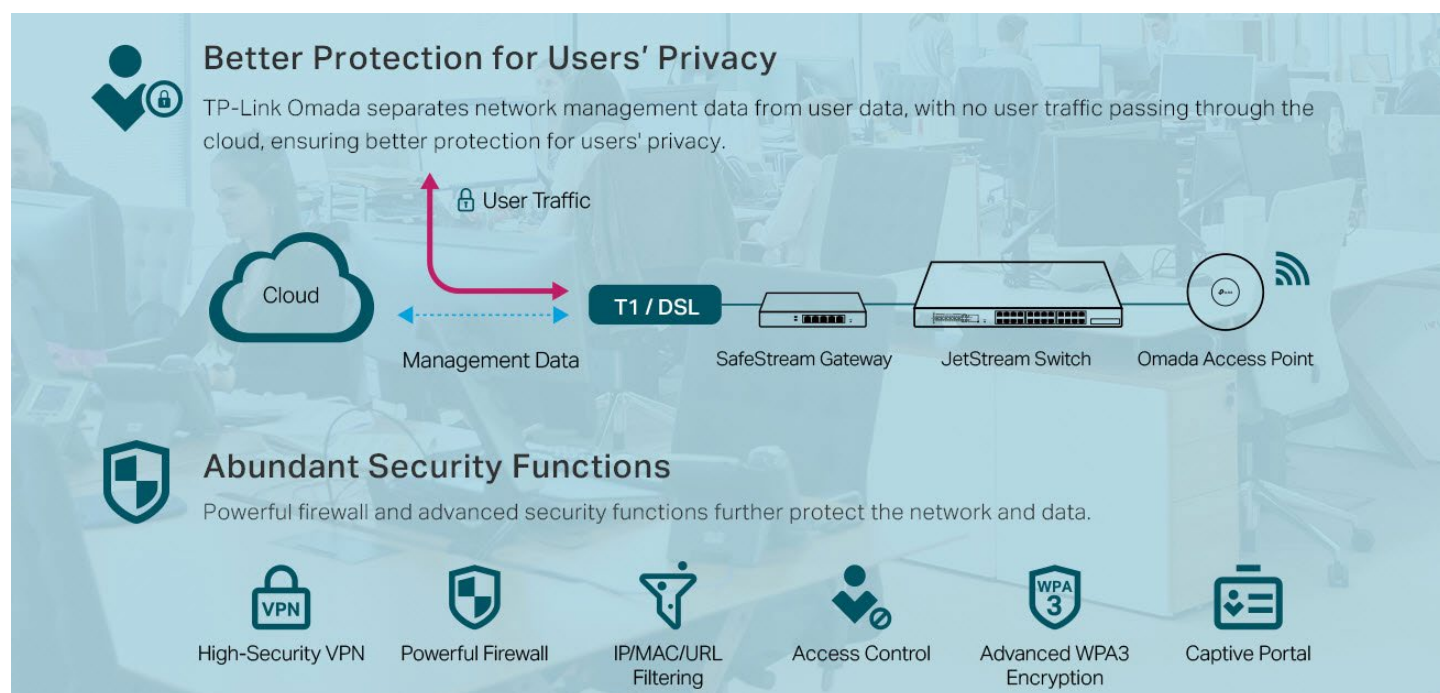 Better Protection for Users' Privacy
TP-Link Omada separates network management data from user data, with no user traffic passing through the
cloud, ensuring better protection for users' privacy.
User Traffic
Cloud
T1 / DSL
Management Data
SafeStream Gateway
JetStream Switch
Omada Access Point
Abundant Security Functions
Powerful firewall and advanced security functions further protect the network and data.
VPN
WPA
3
High-Security VPN
Powerful Firewall
IP/MAC/URL
Filtering
Access Control
Advanced WPA3
Encryption
Captive Portal